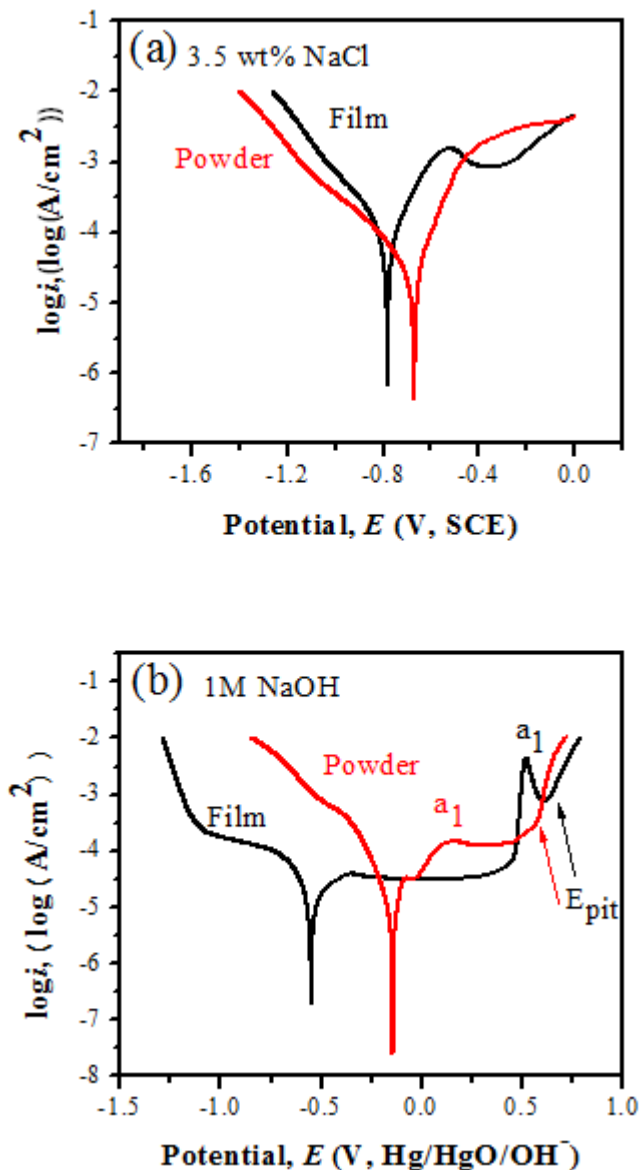 (a) 3.5 wt% NaCl
Film
Powder
logi,(log(A/cm²))
-1
-2
-3
-4
-5
-6
-7
-1.6 -1.2 -0.8 -0.4 0.0
Potential, E (V, SCE)
(b) 1M NaOH
a₁
Powder
a₁
Film
E_pit
logi, ( log ( A/cm² ) )
-1
-2
-3
-4
-5
-6
-7
-8
-1.5 -1.0 -0.5 0.0 0.5 1.0
Potential, E (V, Hg/HgO/OH⁻)